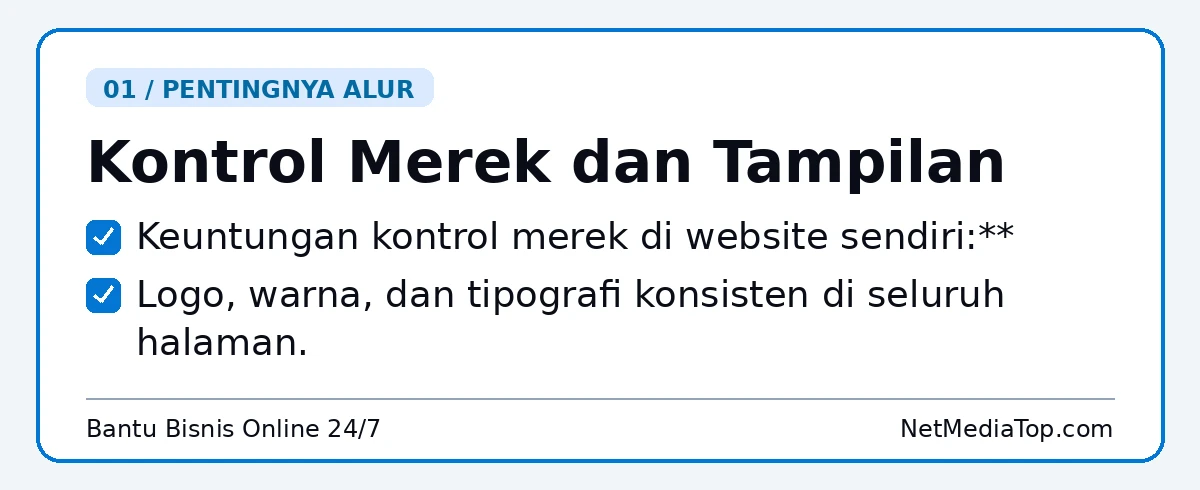 01 / PENTINGNYA ALUR
Kontrol Merek dan Tampilan
Keuntungan kontrol merek di website sendiri:**
Logo, warna, dan tipografi konsisten di seluruh
halaman.
Bantu Bisnis Online 24/7
NetMediaTop.com